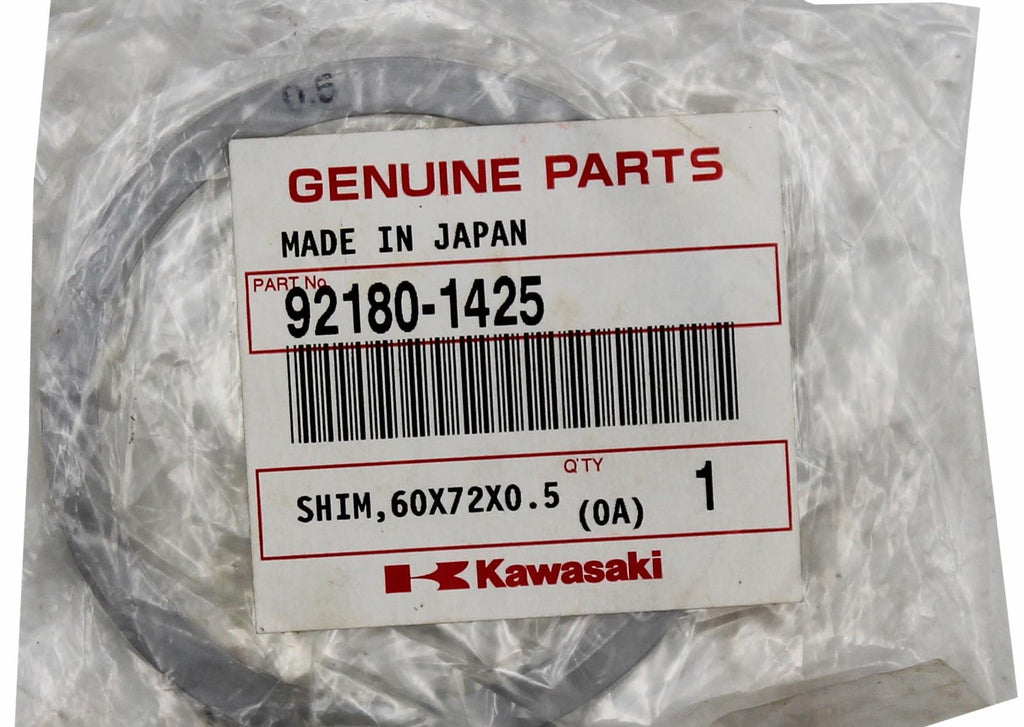 0.5
GENUINE PARTS
MADE IN JAPAN
PART No.
92180-1425
Q'TY
SHIM,60X72X0.5 (0A) 1
Kawasaki